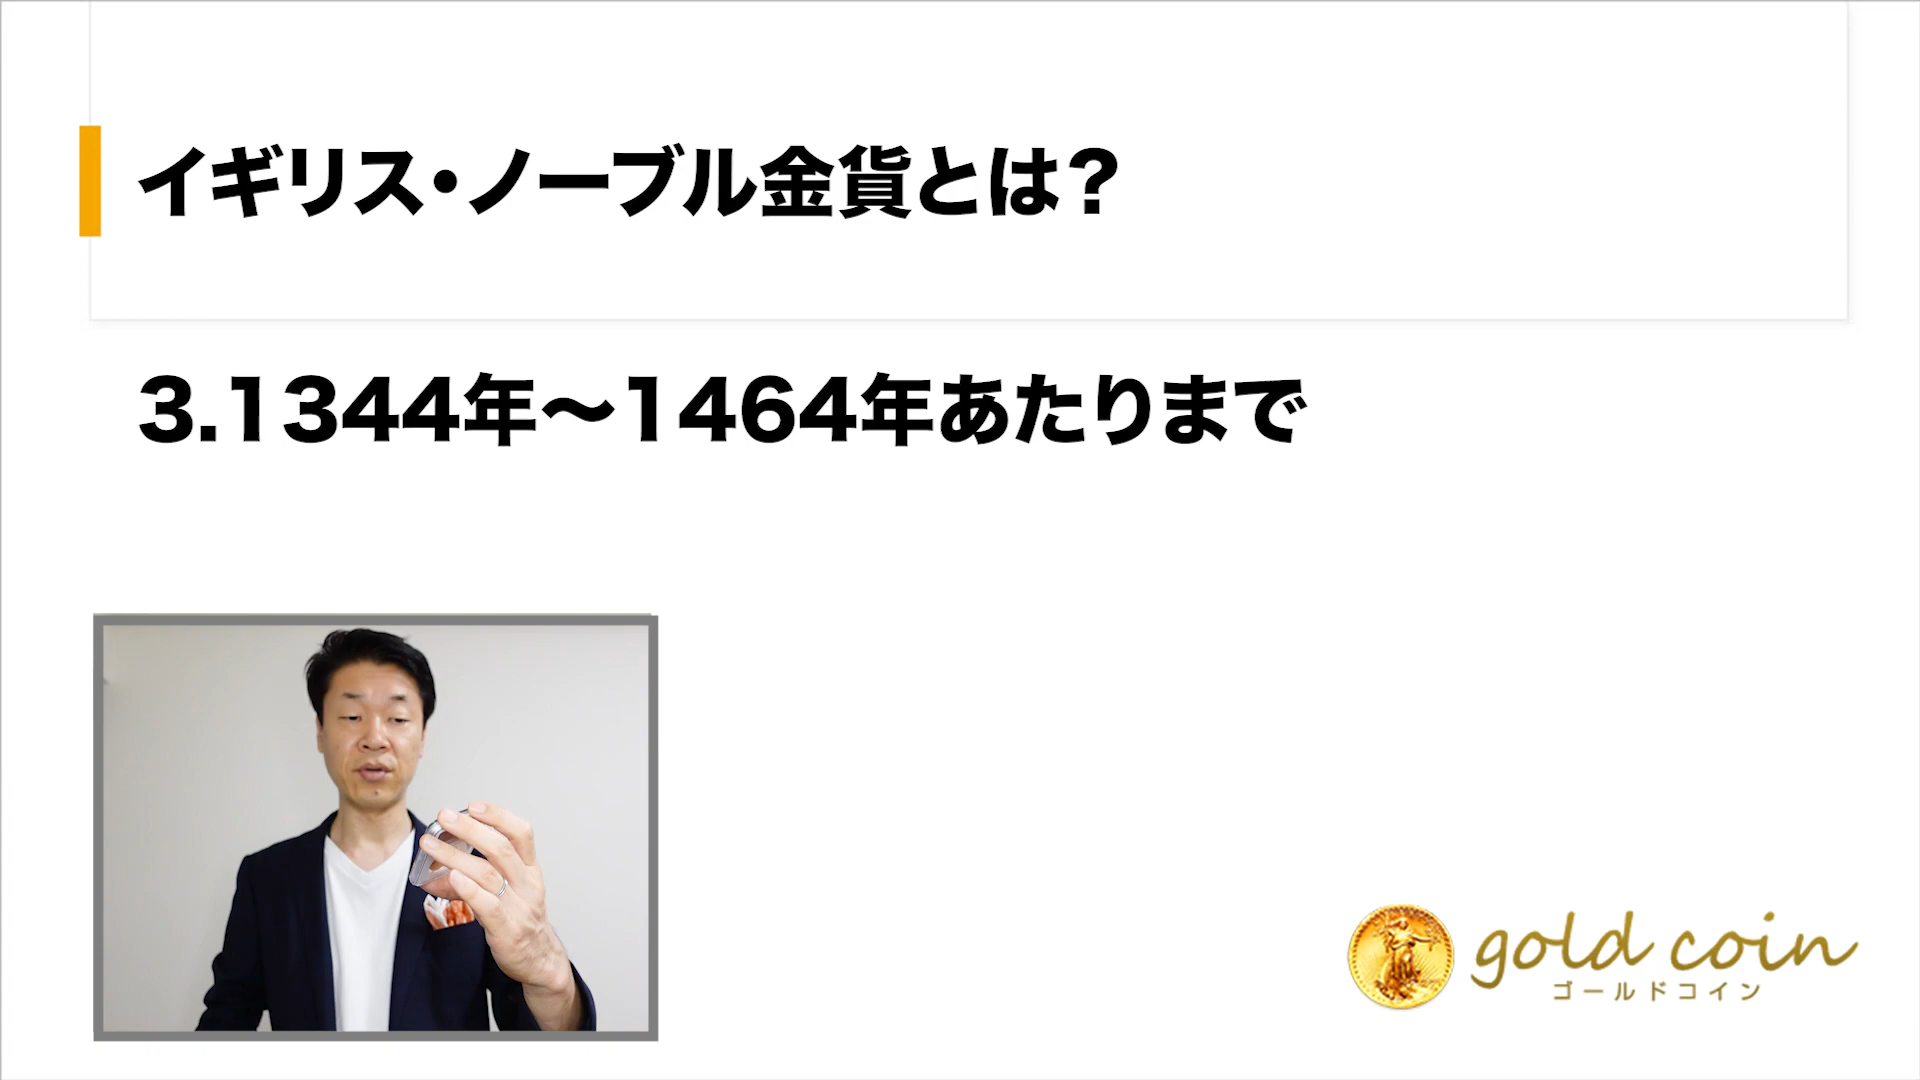 イギリス・ノーブル金貨とは？
3.1344年〜1464年あたりまで
gold coin
ゴールドコイン